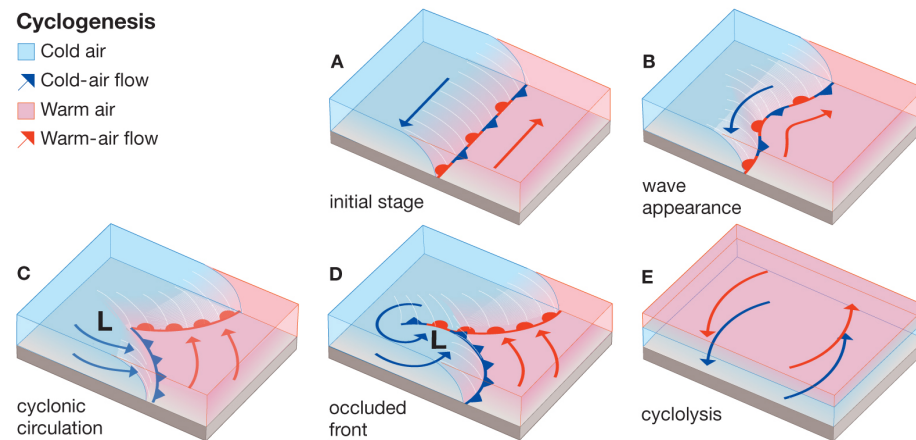 Cyclogenesis
Cold air
Cold-air flow
Warm air
Warm-air flow
A
initial stage
B
wave
appearance
C
L
cyclonic
circulation
D
L
occluded
front
E
cyclolysis